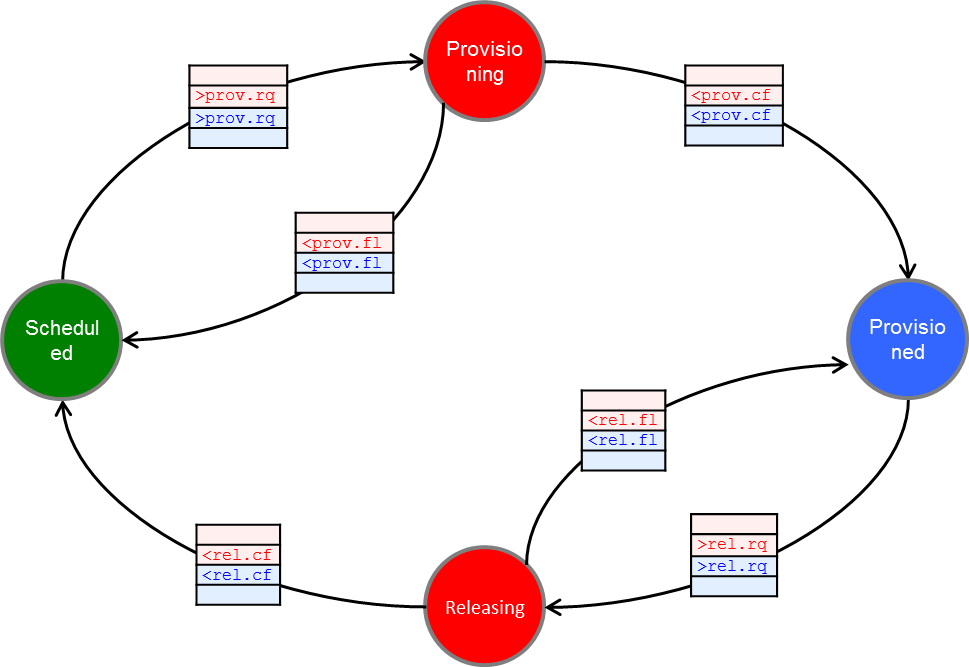 Provisio
ning
>prov.rq
>prov.rq
<prov.cf
<prov.cf
<prov.fl
<prov.fl
Schedul
ed
Provisio
ned
<rel.fl
<rel.fl
>rel.rq
>rel.rq
<rel.cf
<rel.cf
Releasing